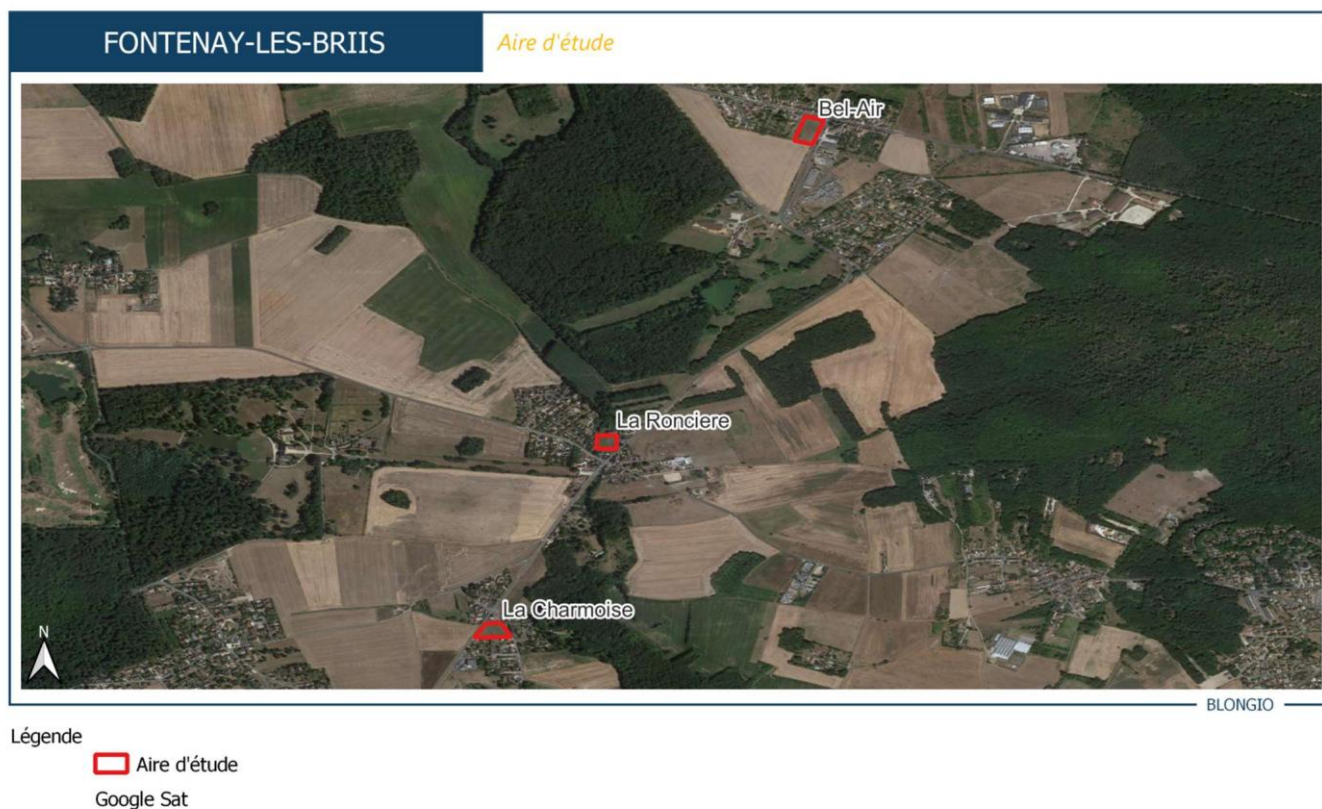 FONTENAY-LES-BRIIS
Aire d'étude
Bel-Air
La Ronciere
La Charmoise
N
BLONGIO
Légende
Aire d'étude
Google Sat